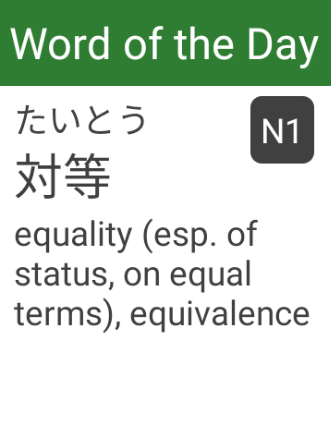 Word of the Day
たいとう
N1
対等
equality (esp. of
status, on equal
terms), equivalence